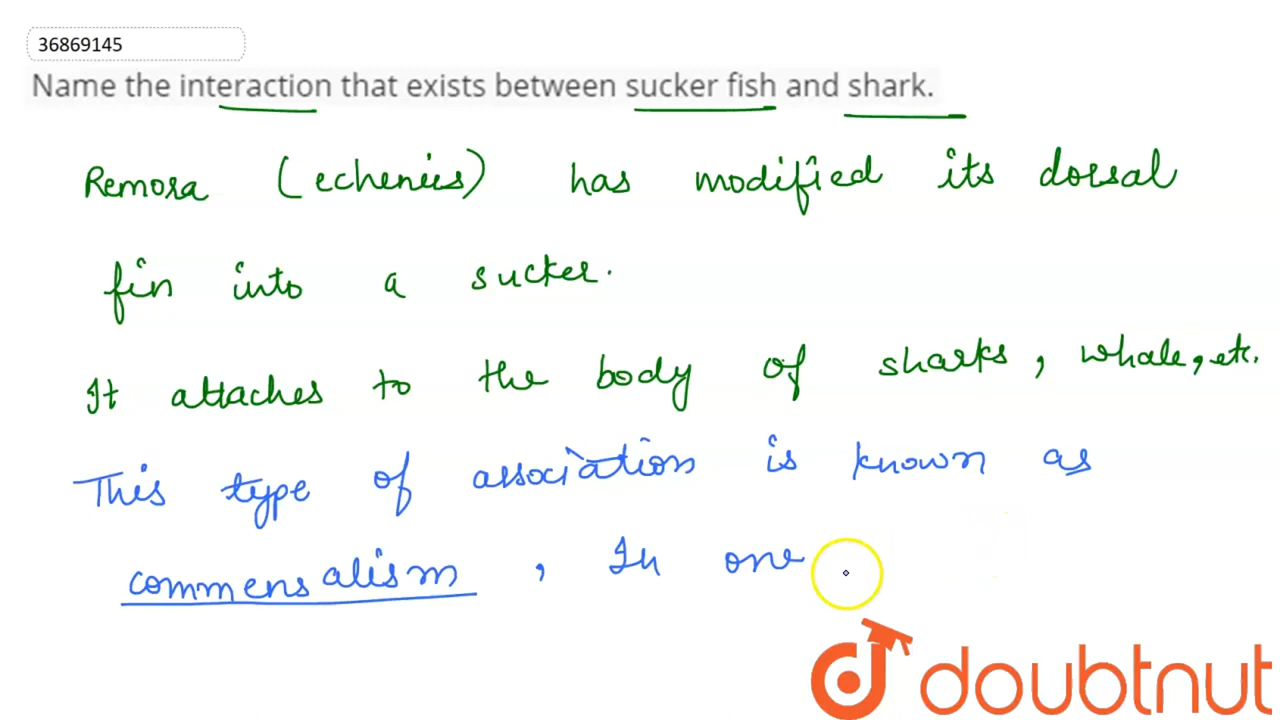 36869145
Name the interaction that exists between sucker fish and shark.
Remora (echeneis) has modified its dorsal
fin into a sucker.
It attaches to the body of sharks, whale, etc.
This type of association is known as
commensalism, In one
doubtnut